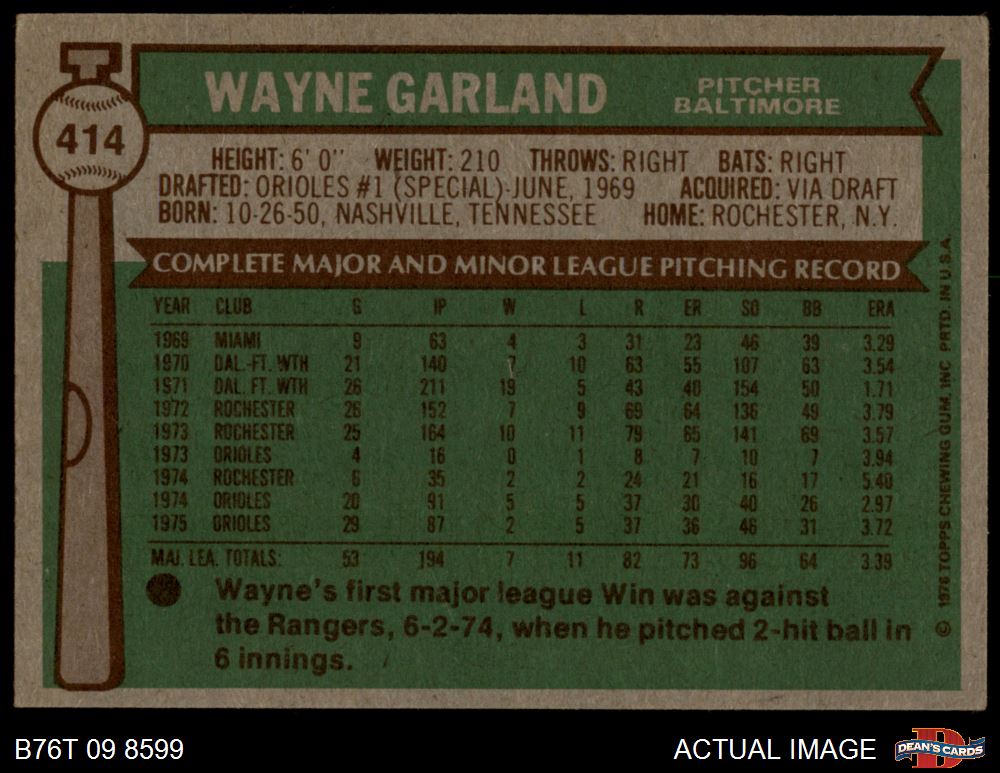 WAYNE GARLAND
PITCHER
BALTIMORE
414
HEIGHT: 6' 0" WEIGHT: 210 THROWS: RIGHT BATS: RIGHT
DRAFTED: ORIOLES #1 (SPECIAL)-JUNE, 1969 ACQUIRED: VIA DRAFT
BORN: 10-26-50, NASHVILLE, TENNESSEE HOME: ROCHESTER, N.Y.
COMPLETE MAJOR AND MINOR LEAGUE PITCHING RECORD
YEAR CLUB G IP W L R ER SO BB ERA
1969 MIAMI 9 63 4 3 31 23 46 39 3.29
1970 DAL.-FT. WTH 21 140 7 10 63 55 107 63 3.54
1971 DAL. FT. WTH 26 211 19 5 43 40 154 50 1.71
1972 ROCHESTER 26 152 7 9 69 64 136 49 3.79
1973 ROCHESTER 25 164 10 11 79 65 141 69 3.57
1973 ORIOLES 4 16 0 1 8 7 10 7 3.94
1974 ROCHESTER 6 35 2 2 24 21 16 17 5.40
1974 ORIOLES 20 91 5 5 37 30 40 26 2.97
1975 ORIOLES 29 87 2 5 37 36 46 31 3.72
MAJ. LEA. TOTALS: 53 194 7 11 82 73 96 64 3.39
Wayne's first major league Win was against
the Rangers, 6-2-74, when he pitched 2-hit ball in
6 innings.
© 1976 TOPPS CHEWING GUM, INC PRTD. IN U.S.A.
B76T 09 8599
ACTUAL IMAGE
D
DEAN'S CARDS